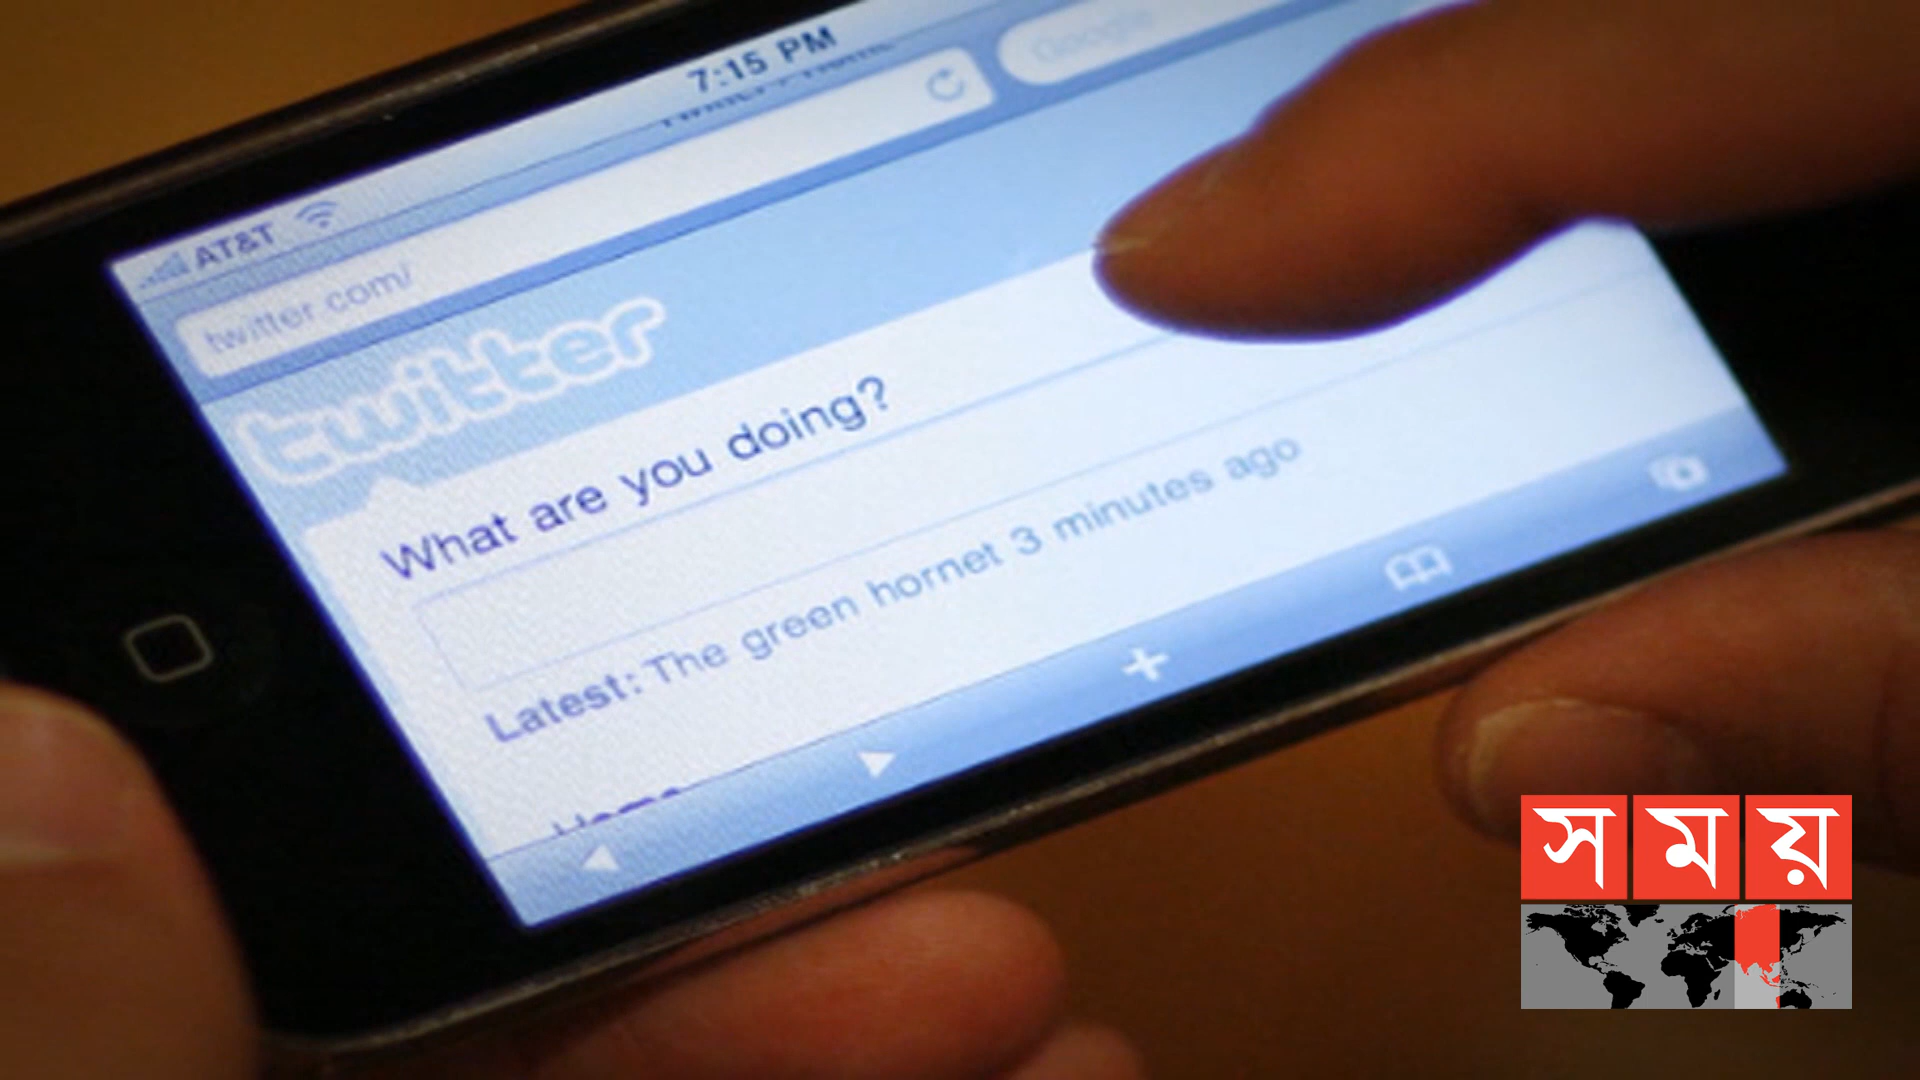 7:15 PM
AT&T
twitter.com/
Google
twitter
What are you doing?
Latest: The green hornet 3 minutes ago
Home
সময়